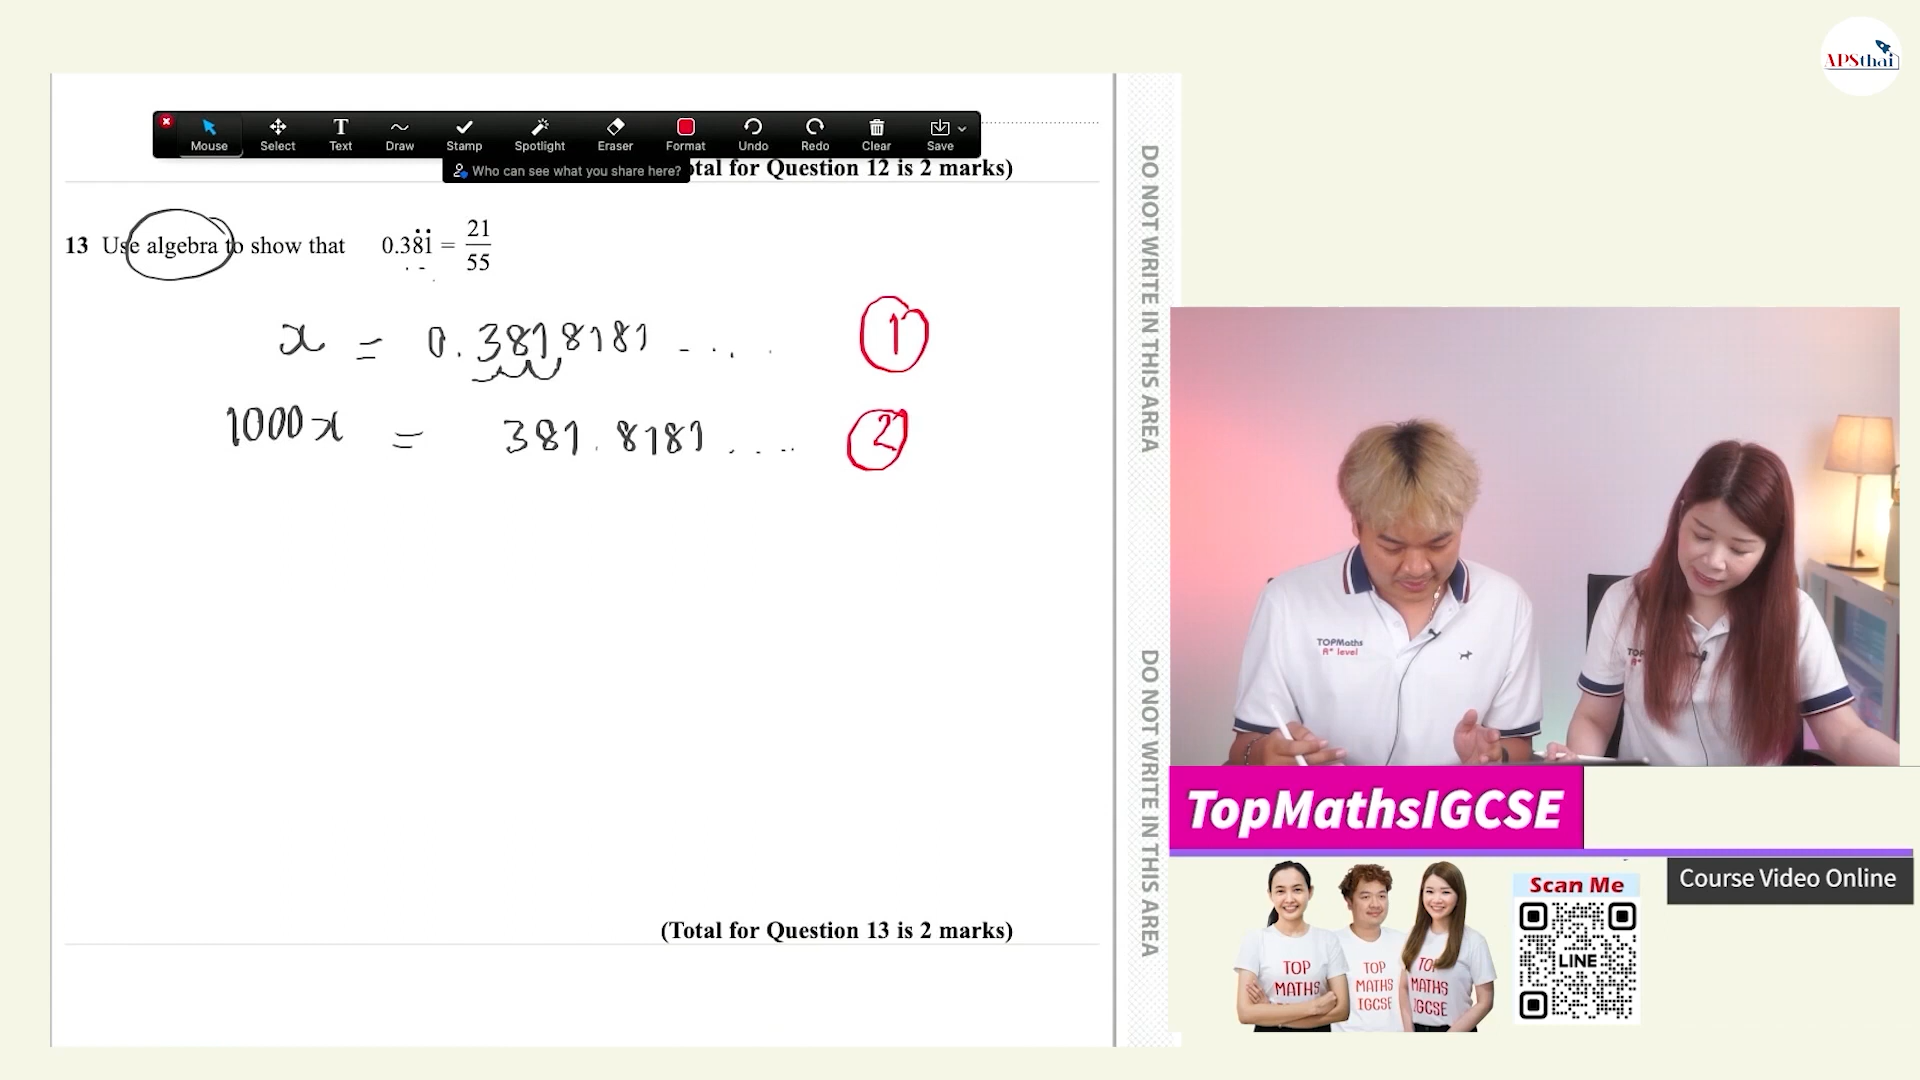 APSthai
Mouse Select Text Draw Stamp Spotlight Eraser Format Undo Redo Clear Save
Who can see what you share here?
otal for Question 12 is 2 marks)
13 Use algebra to show that 0.38̇1̇ = 21/55
x = 0.3818181 ..... ①
1000x = 381.8181 .... ②
(Total for Question 13 is 2 marks)
DO NOT WRITE IN THIS AREA
DO NOT WRITE IN THIS AREA
TOPMaths
A* level
TopMathsIGCSE
Course Video Online
Scan Me
LINE
TOP
MATHS
TOP
MATHS
IGCSE
MATHS
IGCSE